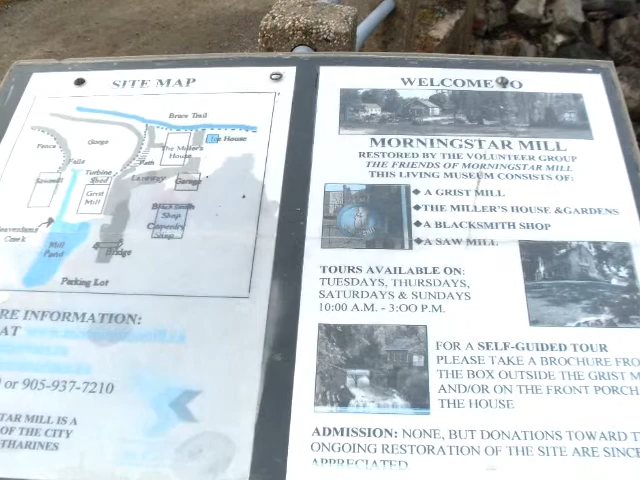 SITE MAP
Bruce Trail
Ice House
Fence
Gorge
The Miller's
House
Falls
Path
Turbine
Shed
Laneway
Garage
Sawmill
Grist
Mill
Blacksmith
Shop
Carpentry
Shop
Beaverdams
Creek
Mill
Pond
Bridge
Parking Lot
RE INFORMATION:
AT
or 905-937-7210
TAR MILL IS A
OF THE CITY
THARINES
WELCOME TO
MORNINGSTAR MILL
RESTORED BY THE VOLUNTEER GROUP
THE FRIENDS OF MORNINGSTAR MILL
THIS LIVING MUSEUM CONSISTS OF:
◆A GRIST MILL
◆THE MILLER'S HOUSE &GARDENS
◆A BLACKSMITH SHOP
◆A SAW MILL
TOURS AVAILABLE ON:
TUESDAYS, THURSDAYS,
SATURDAYS & SUNDAYS
10:00 A.M. - 3:00 P.M.
FOR A SELF-GUIDED TOUR
PLEASE TAKE A BROCHURE FRO
THE BOX OUTSIDE THE GRIST M
AND/OR ON THE FRONT PORCH
THE HOUSE
ADMISSION: NONE, BUT DONATIONS TOWARD T
ONGOING RESTORATION OF THE SITE ARE SINCE
APPRECIATED